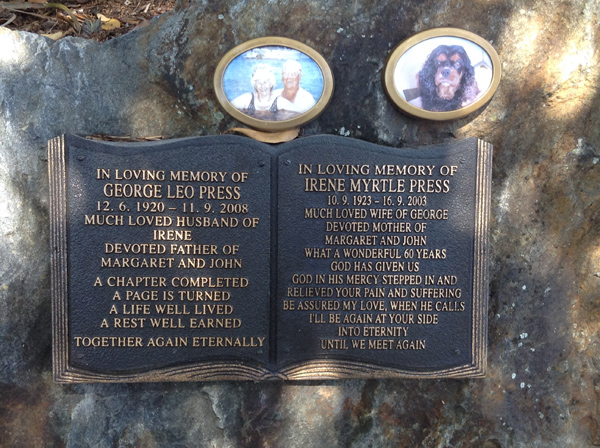 IN LOVING MEMORY OF
GEORGE LEO PRESS
12. 6. 1920 – 11. 9. 2008
MUCH LOVED HUSBAND OF
IRENE
DEVOTED FATHER OF
MARGARET AND JOHN
A CHAPTER COMPLETED
A PAGE IS TURNED
A LIFE WELL LIVED
A REST WELL EARNED
TOGETHER AGAIN ETERNALLY
IN LOVING MEMORY OF
IRENE MYRTLE PRESS
10. 9. 1923 – 16. 9. 2003
MUCH LOVED WIFE OF GEORGE
DEVOTED MOTHER OF
MARGARET AND JOHN
WHAT A WONDERFUL 60 YEARS
GOD HAS GIVEN US
GOD IN HIS MERCY STEPPED IN AND
RELIEVED YOUR PAIN AND SUFFERING
BE ASSURED MY LOVE, WHEN HE CALLS
I'LL BE AGAIN AT YOUR SIDE
INTO ETERNITY
UNTIL WE MEET AGAIN